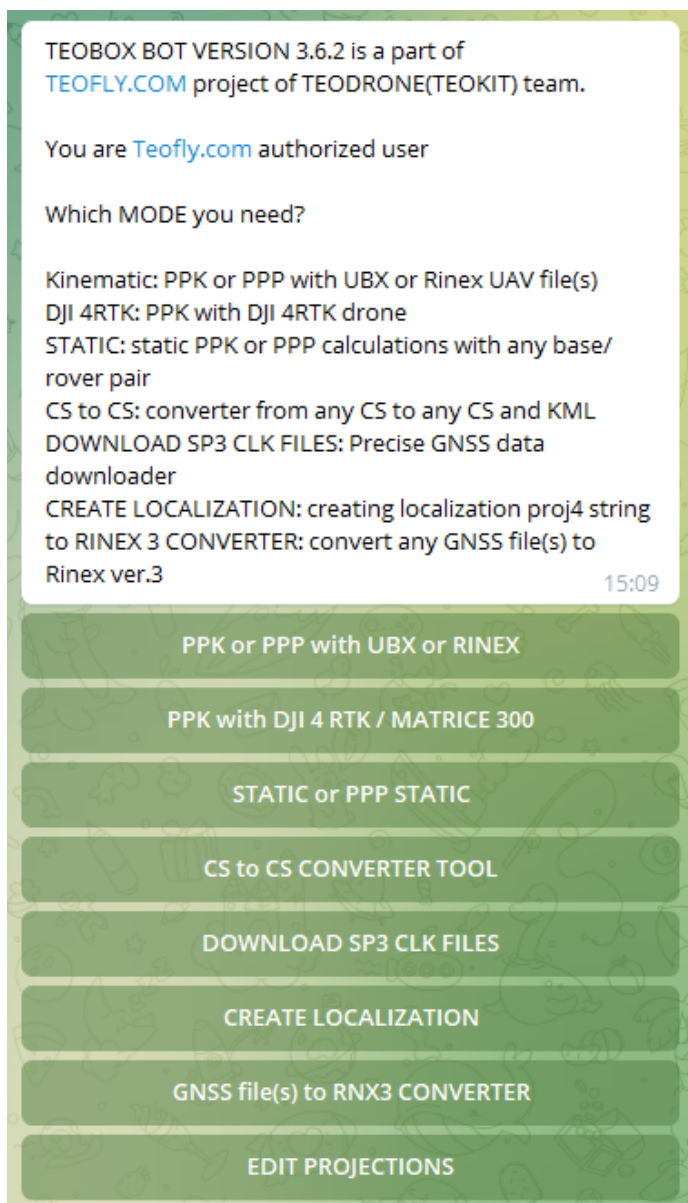 TEOBOX BOT VERSION 3.6.2 is a part of
TEOFLY.COM project of TEODRONE(TEOKIT) team.
You are Teofly.com authorized user
Which MODE you need?
Kinematic: PPK or PPP with UBX or Rinex UAV file(s)
DJI 4RTK: PPK with DJI 4RTK drone
STATIC: static PPK or PPP calculations with any base/
rover pair
CS to CS: converter from any CS to any CS and KML
DOWNLOAD SP3 CLK FILES: Precise GNSS data
downloader
CREATE LOCALIZATION: creating localization proj4 string
to RINEX 3 CONVERTER: convert any GNSS file(s) to
Rinex ver.3
15:09
PPK or PPP with UBX or RINEX
PPK with DJI 4 RTK / MATRICE 300
STATIC or PPP STATIC
CS to CS CONVERTER TOOL
DOWNLOAD SP3 CLK FILES
CREATE LOCALIZATION
GNSS file(s) to RNX3 CONVERTER
EDIT PROJECTIONS